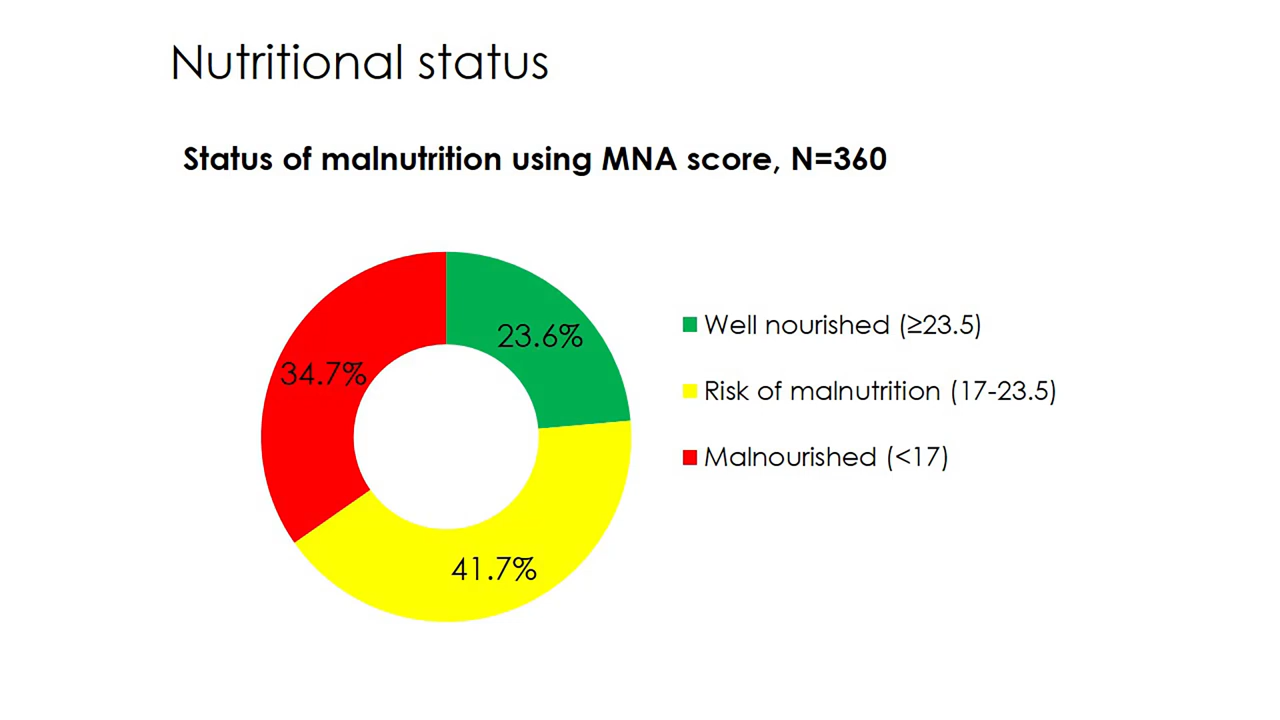 Nutritional status
Status of malnutrition using MNA score, N=360
23.6%
34.7%
41.7%
Well nourished (≥23.5)
Risk of malnutrition (17-23.5)
Malnourished (<17)